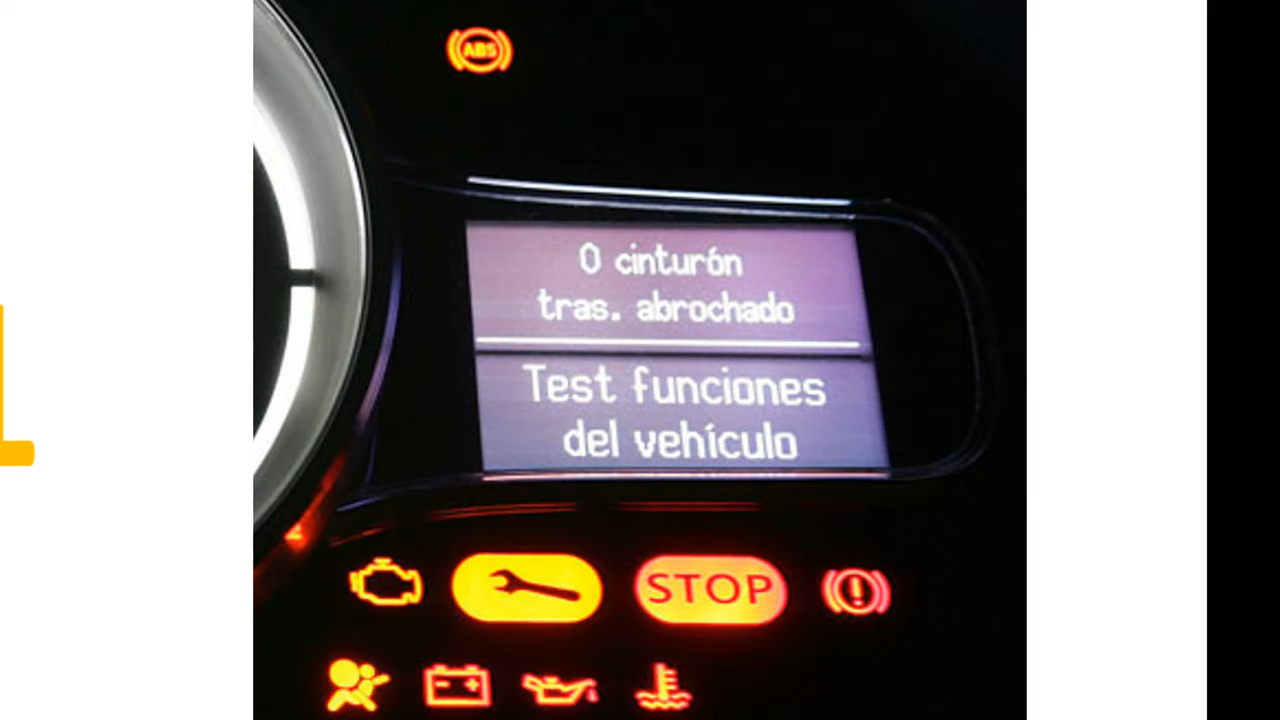 ABS
0 cinturón
tras. abrochado
Test funciones
del vehículo
STOP